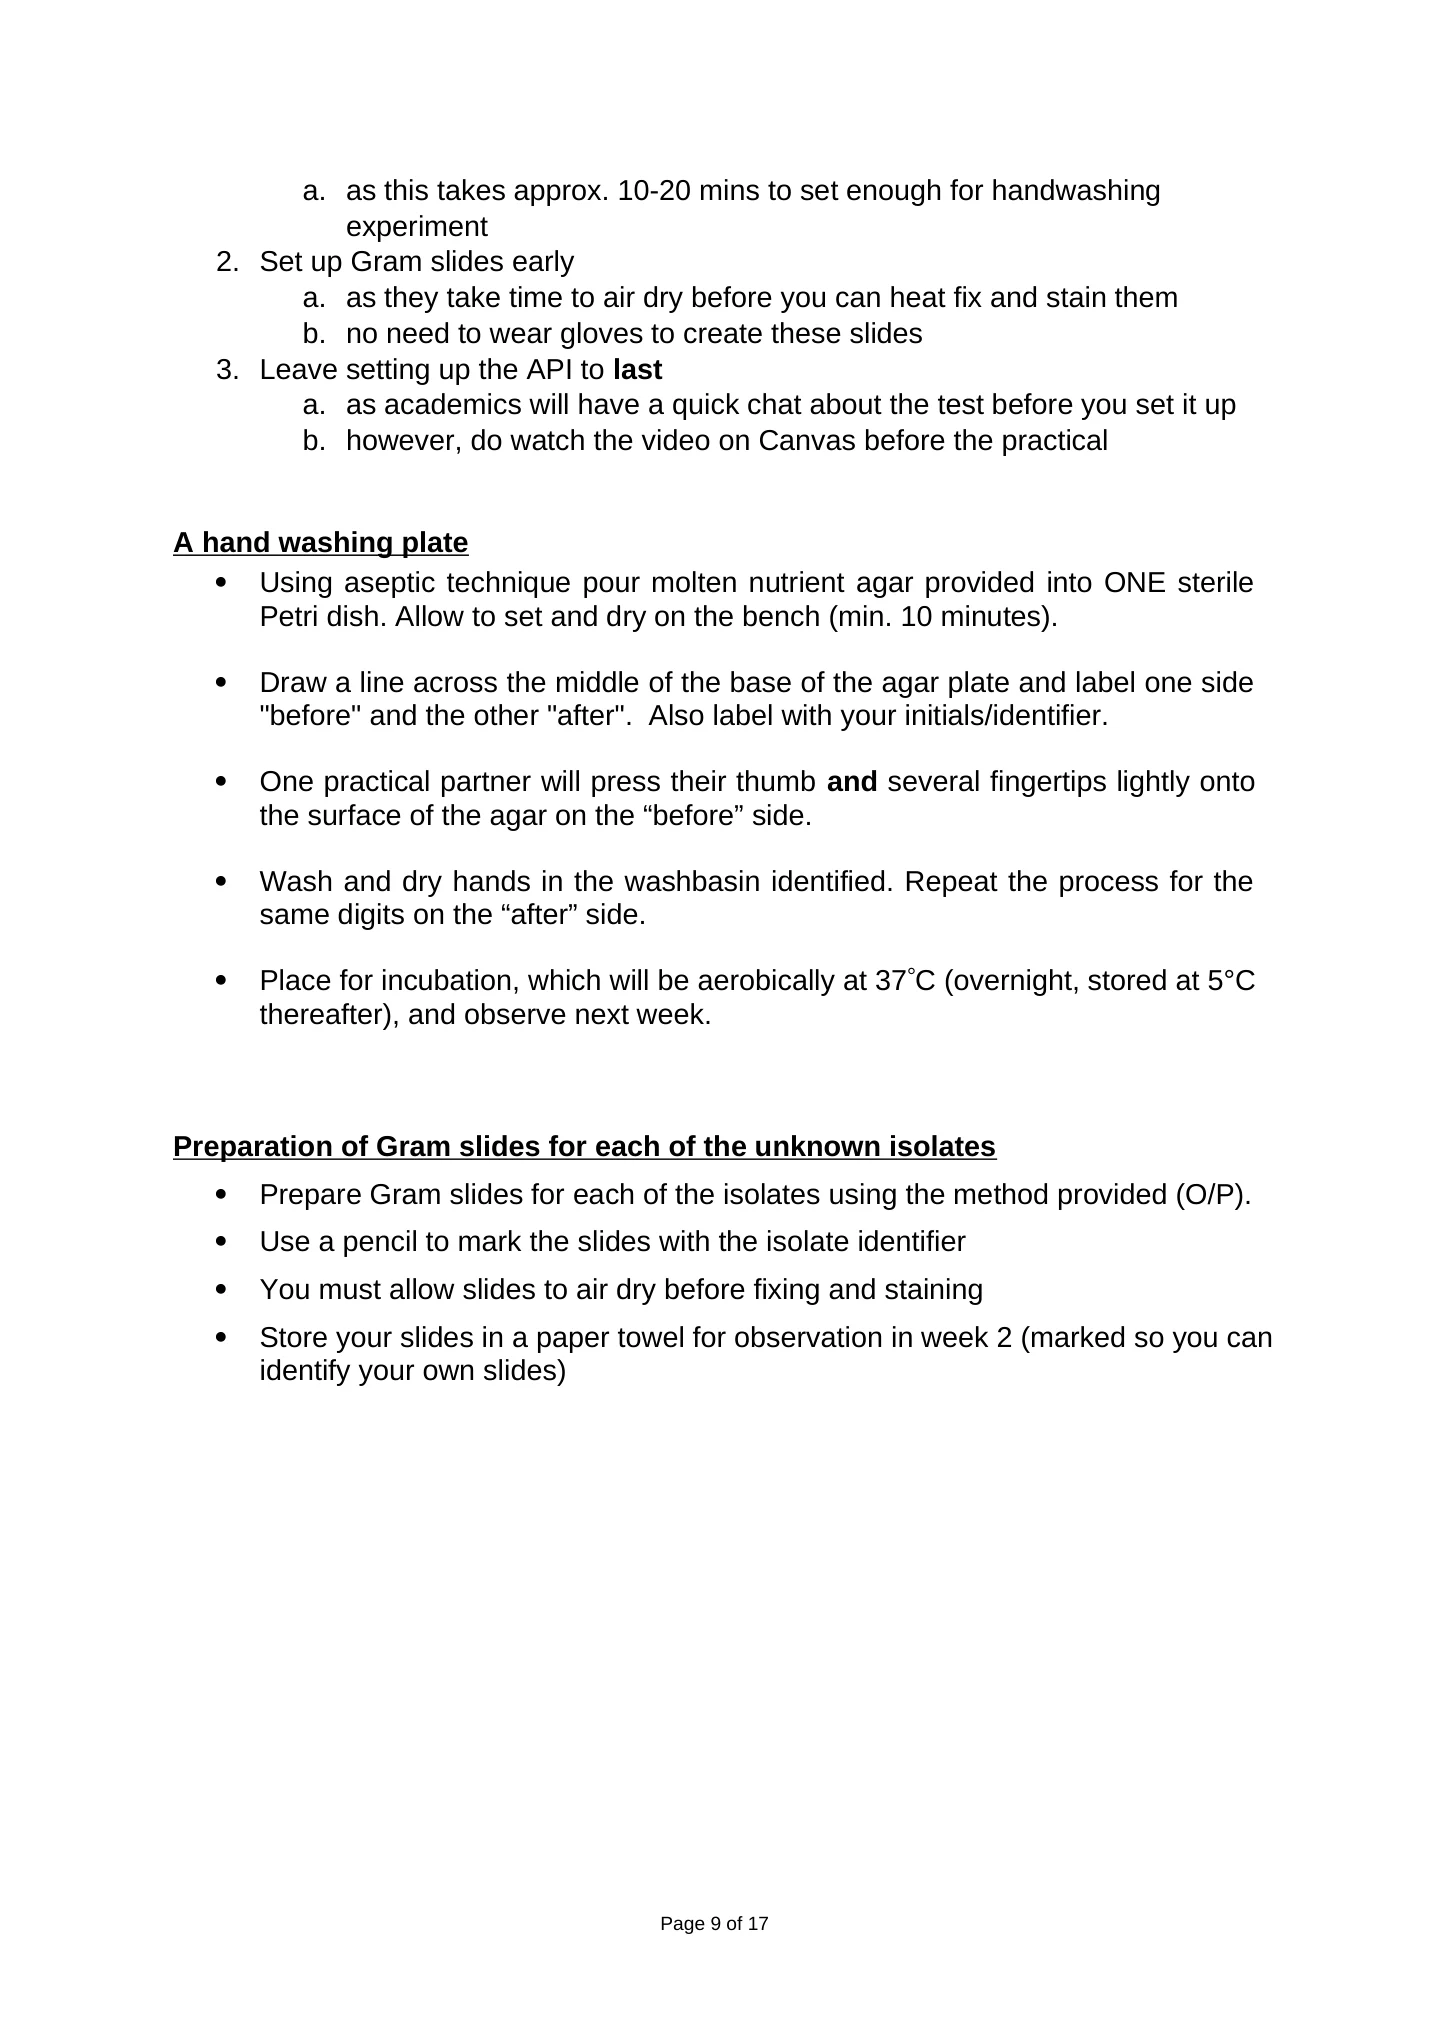 a. as this takes approx. 10-20 mins to set enough for handwashing
experiment
2. Set up Gram slides early
a. as they take time to air dry before you can heat fix and stain them
b. no need to wear gloves to create these slides
3. Leave setting up the API to last
a. as academics will have a quick chat about the test before you set it up
b. however, do watch the video on Canvas before the practical
A hand washing plate
• Using aseptic technique pour molten nutrient agar provided into ONE sterile
Petri dish. Allow to set and dry on the bench (min. 10 minutes).
• Draw a line across the middle of the base of the agar plate and label one side
"before" and the other "after".  Also label with your initials/identifier.
• One practical partner will press their thumb and several fingertips lightly onto
the surface of the agar on the “before” side.
• Wash and dry hands in the washbasin identified. Repeat the process for the
same digits on the “after” side.
• Place for incubation, which will be aerobically at 37°C (overnight, stored at 5°C
thereafter), and observe next week.
Preparation of Gram slides for each of the unknown isolates
• Prepare Gram slides for each of the isolates using the method provided (O/P).
• Use a pencil to mark the slides with the isolate identifier
• You must allow slides to air dry before fixing and staining
• Store your slides in a paper towel for observation in week 2 (marked so you can
identify your own slides)
Page 9 of 17